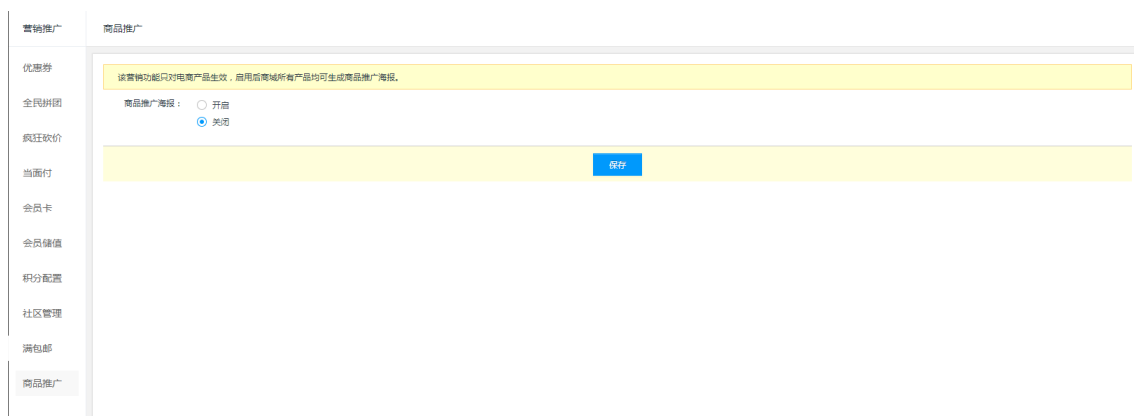 营销推广
商品推广
优惠券
全民拼团
疯狂砍价
当面付
会员卡
会员储值
积分配置
社区管理
满包邮
商品推广
该营销功能只对电商产品生效，启用后商城所有产品均可生成商品推广海报。
商品推广海报：
开启
关闭
保存